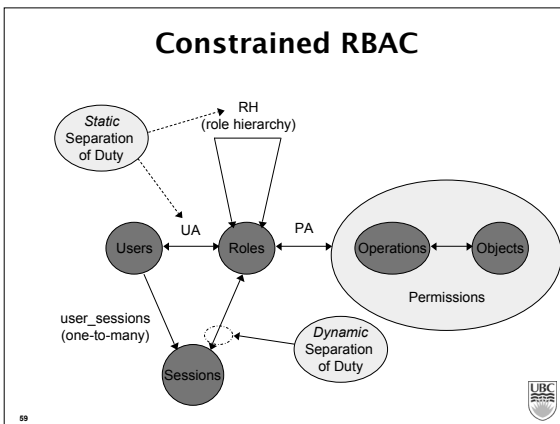 Constrained RBAC
Static
Separation
of Duty
RH
(role hierarchy)
UA
PA
Users
Roles
Operations
Objects
Permissions
user_sessions
(one-to-many)
Sessions
Dynamic
Separation
of Duty
UBC
59